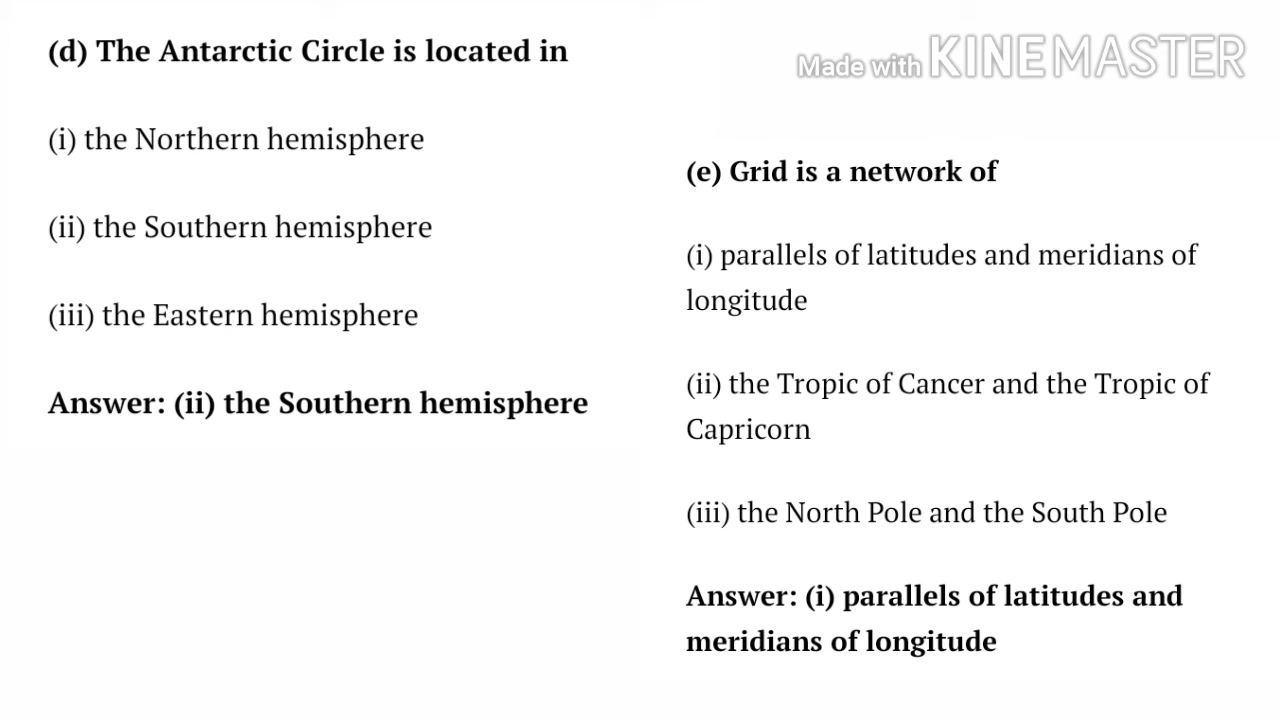 (d) The Antarctic Circle is located in
(i) the Northern hemisphere
(ii) the Southern hemisphere
(iii) the Eastern hemisphere
Answer: (ii) the Southern hemisphere
Made with KINEMASTER
(e) Grid is a network of
(i) parallels of latitudes and meridians of
longitude
(ii) the Tropic of Cancer and the Tropic of
Capricorn
(iii) the North Pole and the South Pole
Answer: (i) parallels of latitudes and
meridians of longitude